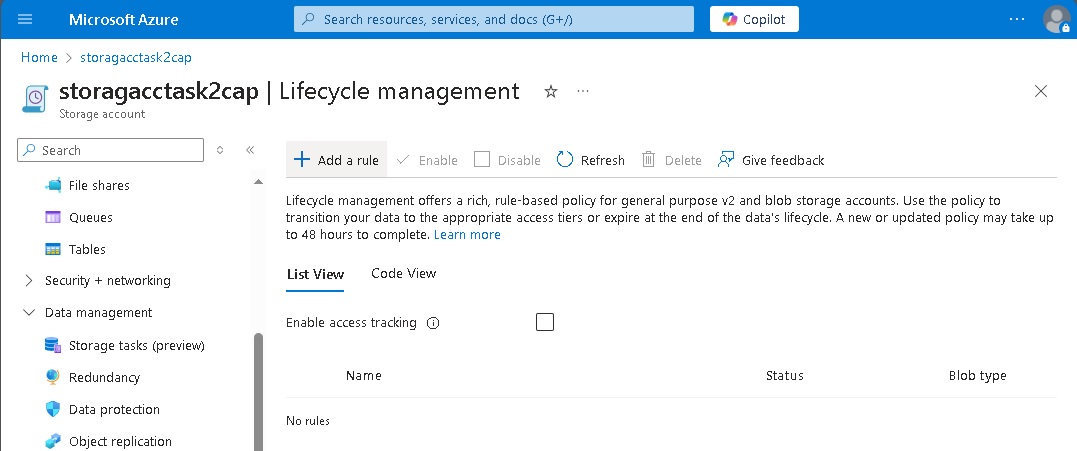 Microsoft Azure
Search resources, services, and docs (G+/)
Copilot
Home > storagacctask2cap
storagacctask2cap | Lifecycle management
Storage account
Search
Add a rule
Enable
Disable
Refresh
Delete
Give feedback
File shares
Queues
Tables
Security + networking
Data management
Storage tasks (preview)
Redundancy
Data protection
Object replication
Lifecycle management offers a rich, rule-based policy for general purpose v2 and blob storage accounts. Use the policy to
transition your data to the appropriate access tiers or expire at the end of the data's lifecycle. A new or updated policy may take up
to 48 hours to complete. Learn more
List View
Code View
Enable access tracking
Name
Status
Blob type
No rules